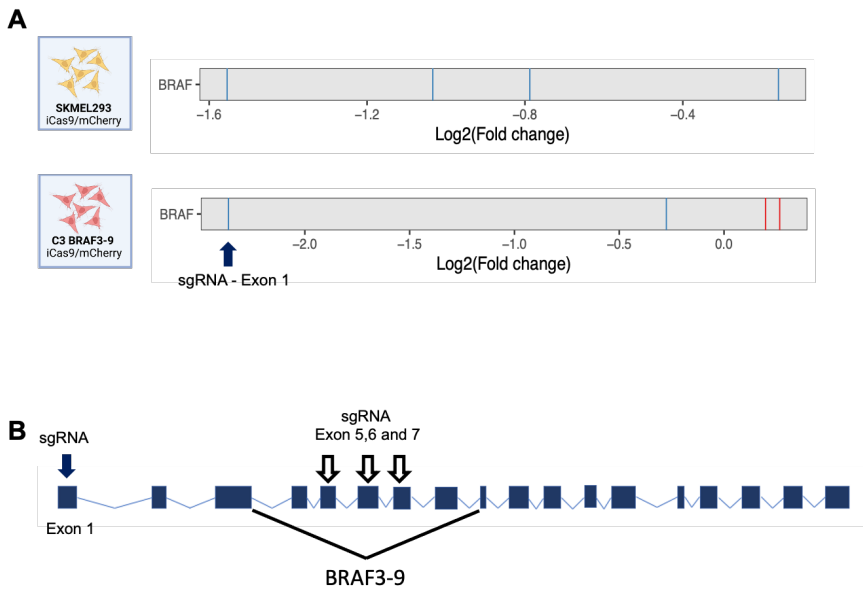 A
SKMEL293
iCas9/mCherry
BRAF
−1.6 −1.2 −0.8 −0.4
Log2(Fold change)
C3 BRAF3-9
iCas9/mCherry
BRAF
−2.0 −1.5 −1.0 −0.5 0.0
Log2(Fold change)
sgRNA - Exon 1
B
sgRNA
sgRNA
Exon 5,6 and 7
Exon 1
BRAF3-9